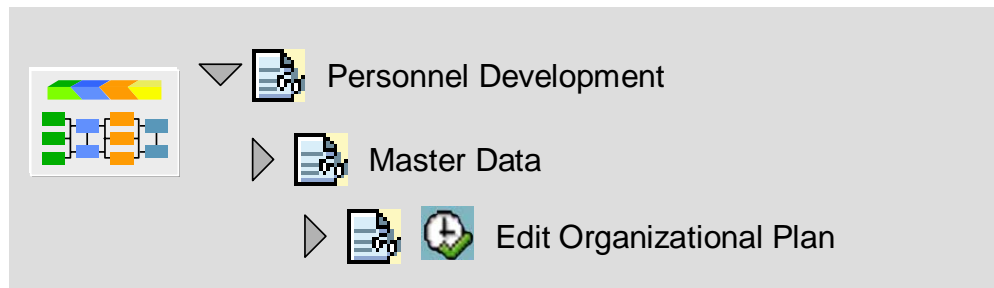 Personnel Development
Master Data
Edit Organizational Plan